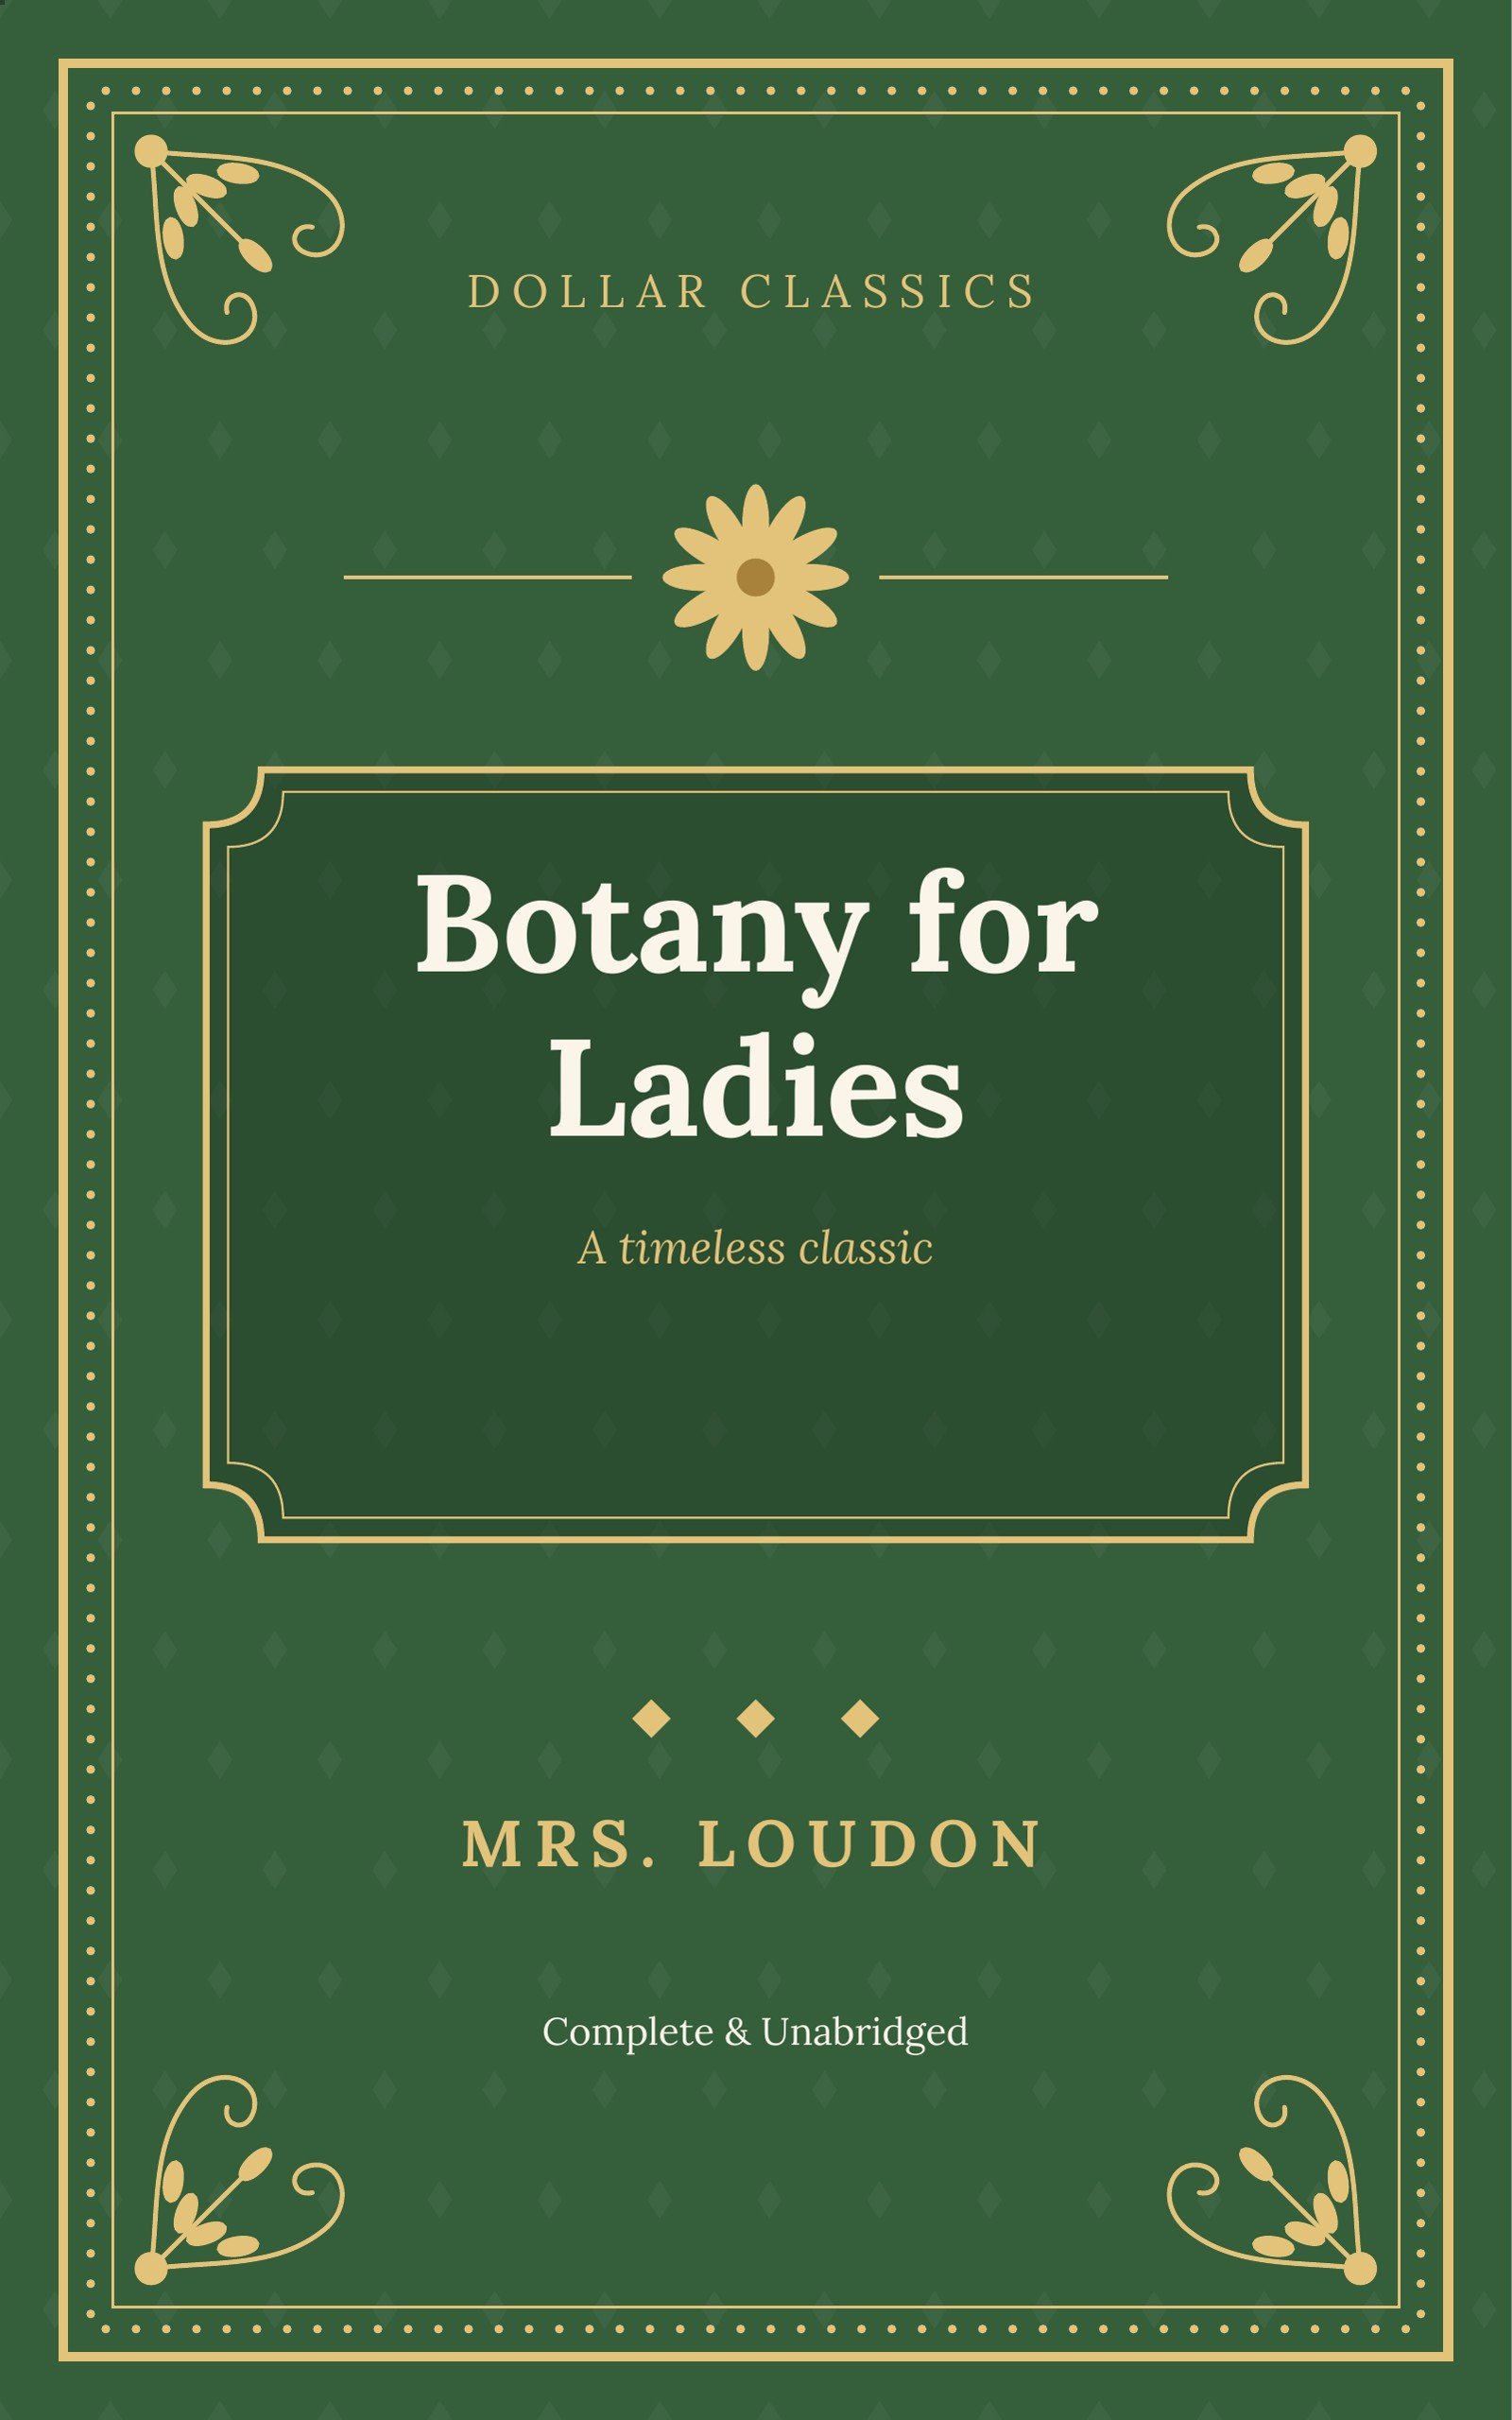 DOLLAR CLASSICS
Botany for
Ladies
A timeless classic
MRS. LOUDON
Complete & Unabridged